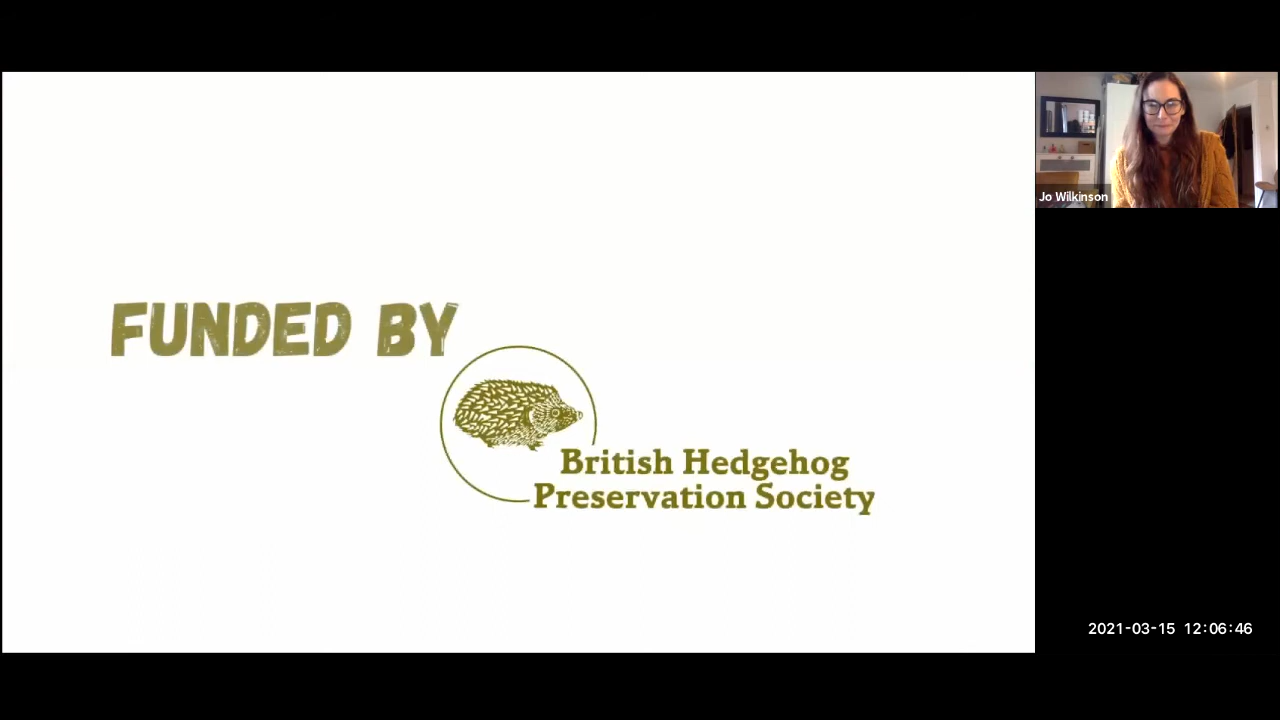 FUNDED BY
British Hedgehog
Preservation Society
Jo Wilkinson
2021-03-15 12:06:46